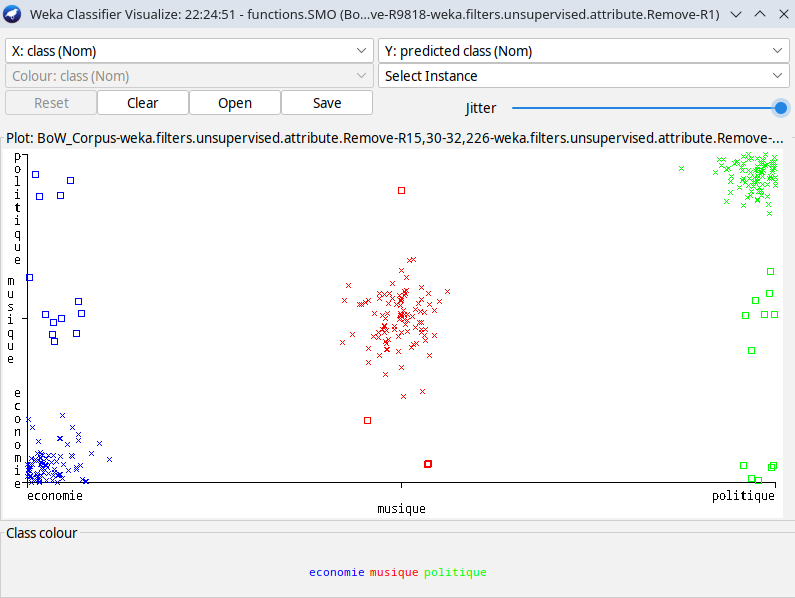 Weka Classifier Visualize: 22:24:51 - functions.SMO (Bo...ve-R9818-weka.filters.unsupervised.attribute.Remove-R1)
X: class (Nom)
Y: predicted class (Nom)
Colour: class (Nom)
Select Instance
Reset
Clear
Open
Save
Jitter
Plot: BoW_Corpus-weka.filters.unsupervised.attribute.Remove-R15,30-32,226-weka.filters.unsupervised.attribute.Remove-...
politique
musique
economie
economie
musique
politique
Class colour
economie musique politique